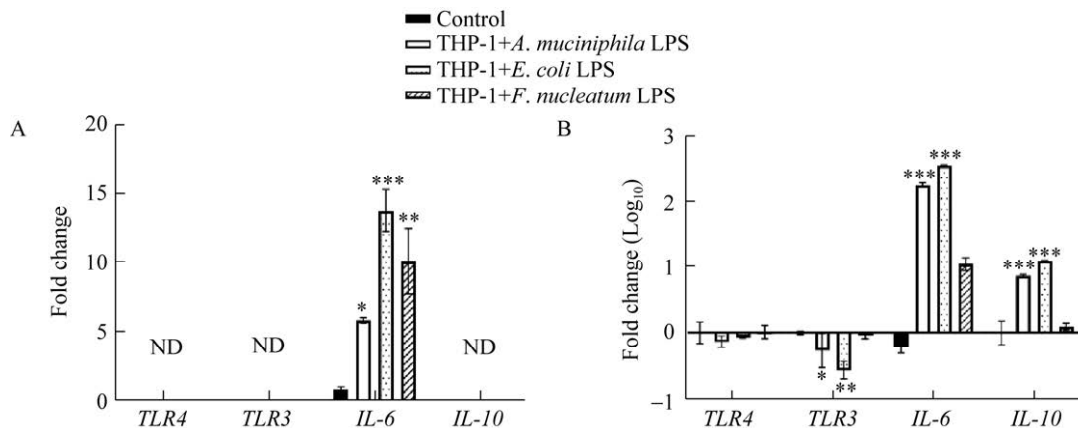 Control
THP-1+A. muciniphila LPS
THP-1+E. coli LPS
THP-1+F. nucleatum LPS
A
Fold change
20
15
10
5
0
ND
ND
*
***
**
ND
TLR4
TLR3
IL-6
IL-10
B
Fold change (Log10)
3
2
1
0
−1
*
**
***
***
***
***
TLR4
TLR3
IL-6
IL-10